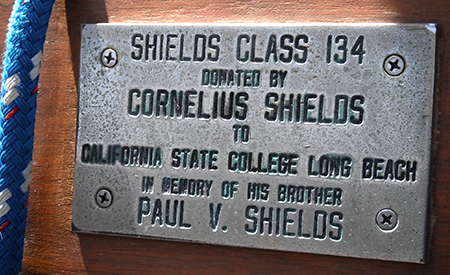 SHIELDS CLASS 134
DONATED BY
CORNELIUS SHIELDS
TO
CALIFORNIA STATE COLLEGE LONG BEACH
IN MEMORY OF HIS BROTHER
PAUL V. SHIELDS